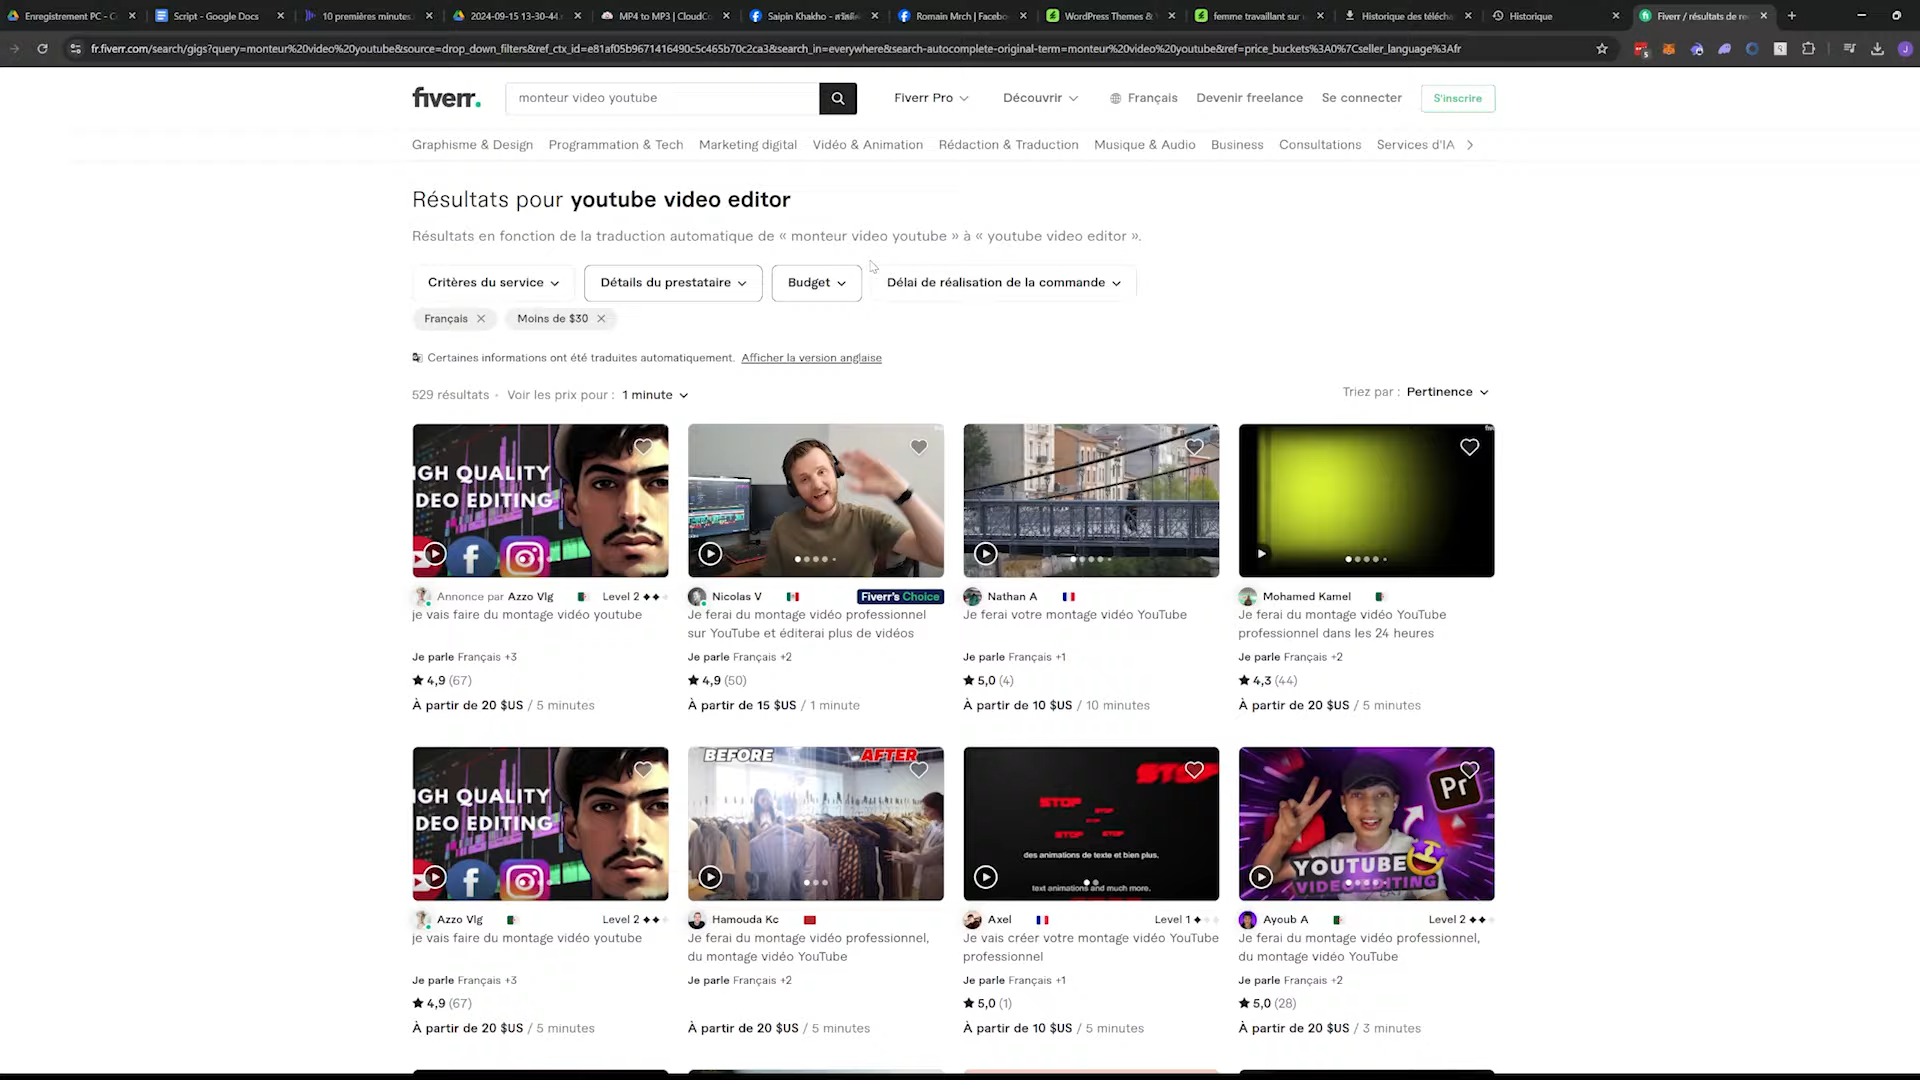 Enregistrement PC - C
Script - Google Docs
10 premières minutes
2024-09-15 13-30-44
MP4 to MP3 | CloudCo
Saipin Khakho -
Romain Mrch | Facebo
WordPress Themes &
femme travaillant sur
Historique des télécha
Historique
Fiverr / résultats de re
fr.fiverr.com/search/gigs?query=monteur%20video%20youtube&source=drop_down_filters&ref_ctx_id=e81af05b9671416490c5c465b70c2ca3&search_in=everywhere&search-autocomplete-original-term=monteur%20video%20youtube&ref=price_buckets%3A0%7Cseller_language%3Afr
fiverr.
monteur video youtube
Fiverr Pro
Découvrir
Français
Devenir freelance
Se connecter
S'inscrire
Graphisme & Design
Programmation & Tech
Marketing digital
Vidéo & Animation
Rédaction & Traduction
Musique & Audio
Business
Consultations
Services d'IA
Résultats pour youtube video editor
Résultats en fonction de la traduction automatique de « monteur video youtube » à « youtube video editor ».
Critères du service
Détails du prestataire
Budget
Délai de réalisation de la commande
Français
Moins de $30
Certaines informations ont été traduites automatiquement. Afficher la version anglaise
529 résultats • Voir les prix pour : 1 minute
Triez par : Pertinence
IGH QUALITY
DEO EDITING
Annonce par Azzo Vlg
Level 2
je vais faire du montage vidéo youtube
Je parle Français +3
4,9 (67)
À partir de 20 $US / 5 minutes
Nicolas V
Fiverr's Choice
Je ferai du montage vidéo professionnel
sur YouTube et éditerai plus de vidéos
Je parle Français +2
4,9 (50)
À partir de 15 $US / 1 minute
Nathan A
Je ferai votre montage vidéo YouTube
Je parle Français +1
5,0 (4)
À partir de 10 $US / 10 minutes
Mohamed Kamel
Je ferai du montage vidéo YouTube
professionnel dans les 24 heures
Je parle Français +2
4,3 (44)
À partir de 20 $US / 5 minutes
IGH QUALITY
DEO EDITING
Azzo Vlg
Level 2
je vais faire du montage vidéo youtube
Je parle Français +3
4,9 (67)
À partir de 20 $US / 5 minutes
BEFORE
AFTER
Hamouda Kc
Je ferai du montage vidéo professionnel,
du montage vidéo YouTube
Je parle Français +2
À partir de 20 $US / 5 minutes
STOP
STOP
STOP
STOP
des animations de texte et bien plus.
text animations and much more.
Axel
Level 1
Je vais créer votre montage vidéo YouTube
professionnel
Je parle Français +1
5,0 (1)
À partir de 10 $US / 5 minutes
Pr
YOUTUBE
VIDEO EDITING
Ayoub A
Level 2
Je ferai du montage vidéo professionnel,
du montage vidéo YouTube
Je parle Français +2
5,0 (28)
À partir de 20 $US / 3 minutes